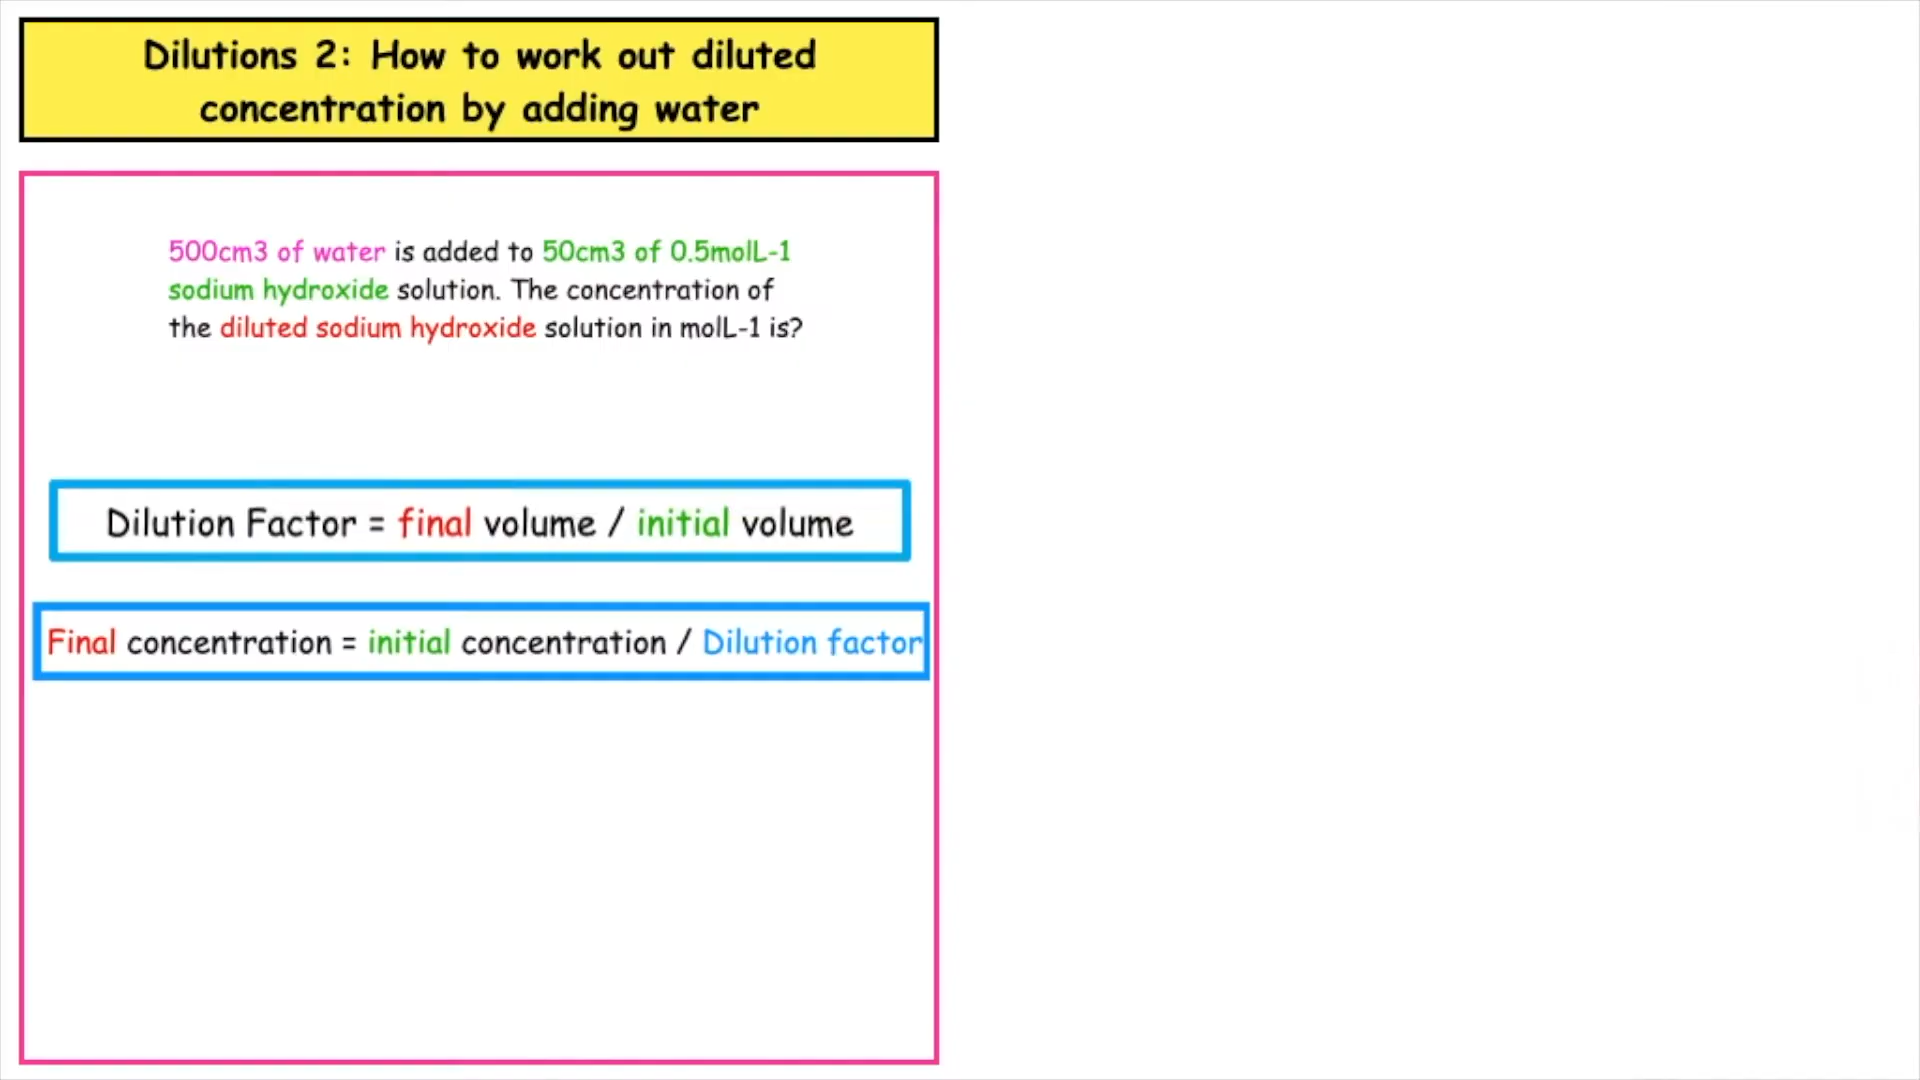 Dilutions 2: How to work out diluted
concentration by adding water
500cm3 of water is added to 50cm3 of 0.5molL-1
sodium hydroxide solution. The concentration of
the diluted sodium hydroxide solution in molL-1 is?
Dilution Factor = final volume / initial volume
Final concentration = initial concentration / Dilution factor